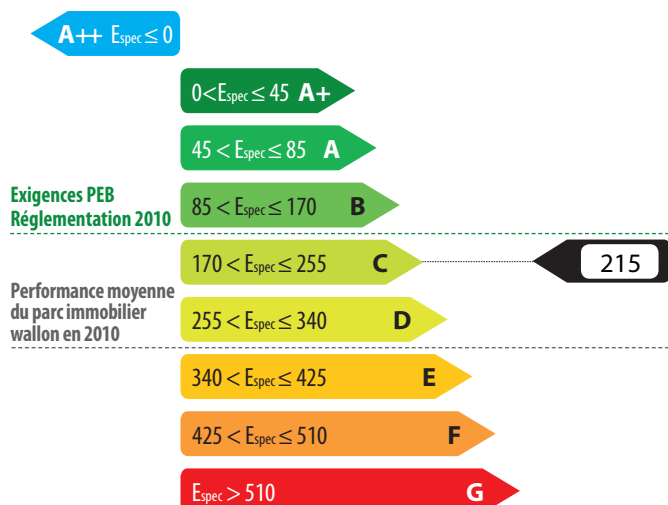 A++ Espec ≤ 0
0<Espec ≤ 45 A+
45 < Espec ≤ 85 A
Exigences PEB
Réglementation 2010
85 < Espec ≤ 170 B
170 < Espec ≤ 255 C
215
Performance moyenne
du parc immobilier
wallon en 2010
255 < Espec ≤ 340 D
340 < Espec ≤ 425 E
425 < Espec ≤ 510 F
Espec > 510 G